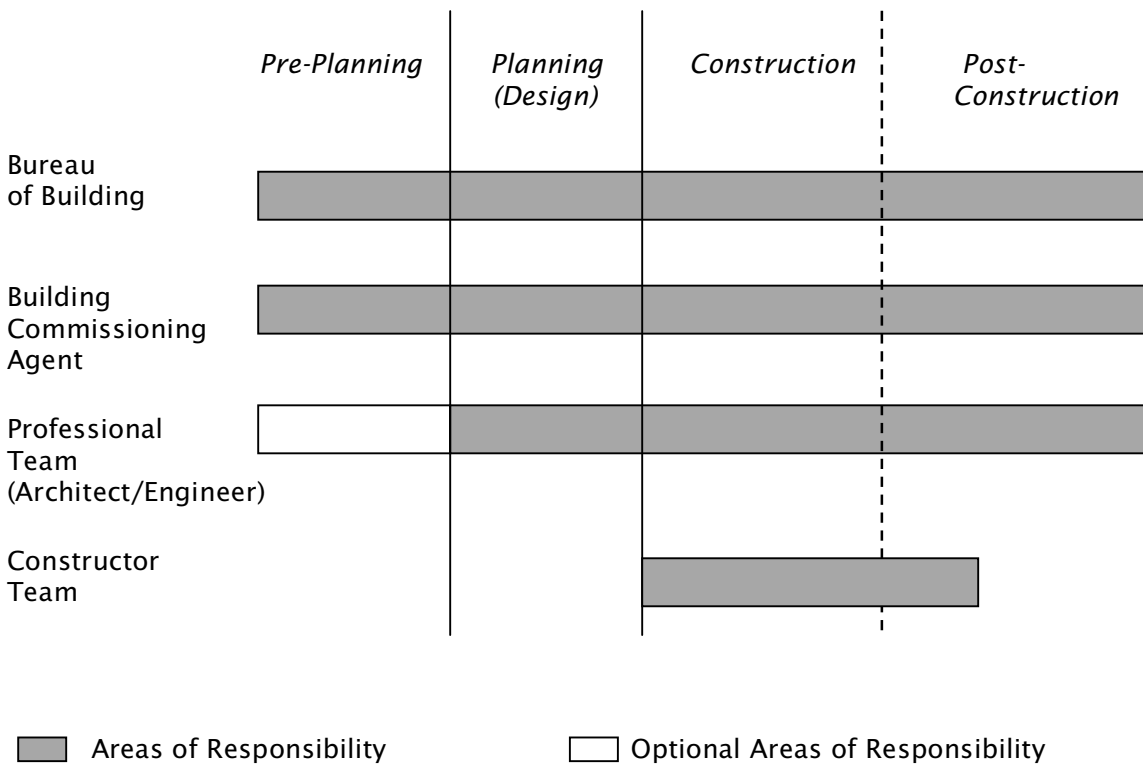 Pre-Planning
Planning
(Design)
Construction
Post-
Construction
Bureau
of Building
Building
Commissioning
Agent
Professional
Team
(Architect/Engineer)
Constructor
Team
Areas of Responsibility
Optional Areas of Responsibility